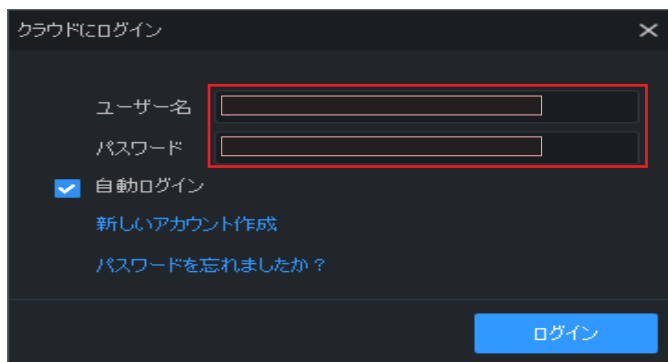 クラウドにログイン
ユーザー名
パスワード
自動ログイン
新しいアカウント作成
パスワードを忘れましたか？
ログイン